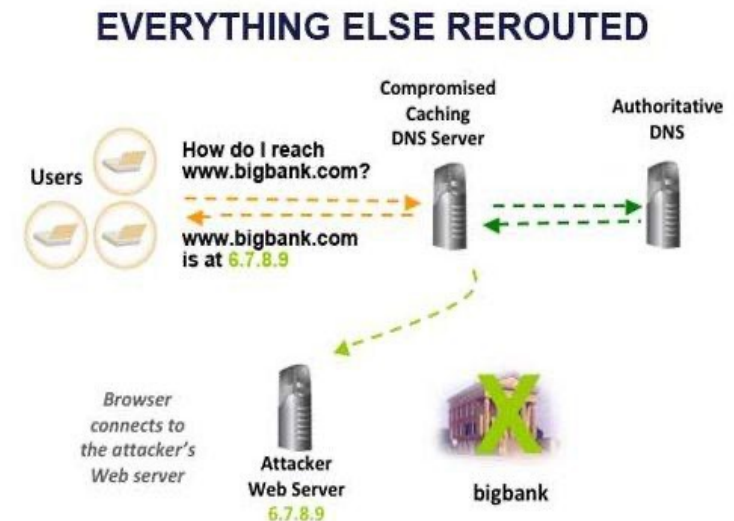 EVERYTHING ELSE REROUTED
Compromised
Caching
DNS Server
Authoritative
DNS
Users
How do I reach
www.bigbank.com?
www.bigbank.com
is at 6.7.8.9
Browser
connects to
the attacker's
Web server
Attacker
Web Server
6.7.8.9
bigbank